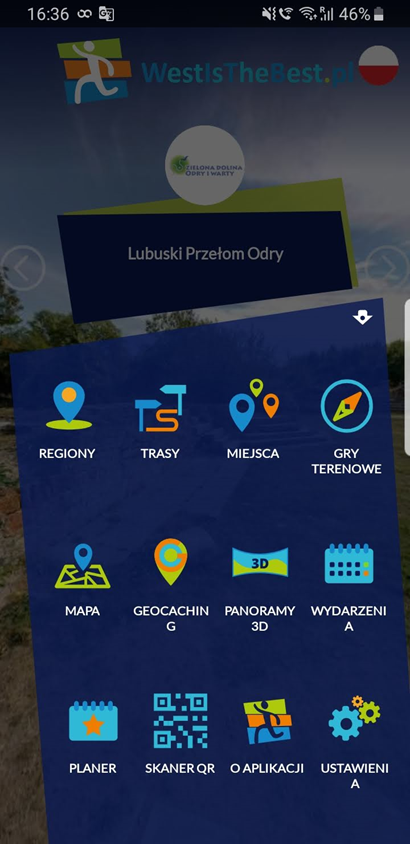 16:36
46%
WestIsTheBest.pl
ZIELONA DOLINA
ODRY I WARTY
Lubuski Przełom Odry
REGIONY
TRASY
MIEJSCA
GRY
TERENOWE
MAPA
GEOCACHIN
G
3D
PANORAMY
3D
WYDARZENI
A
PLANER
SKANER QR
O APLIKACJI
USTAWIENI
A